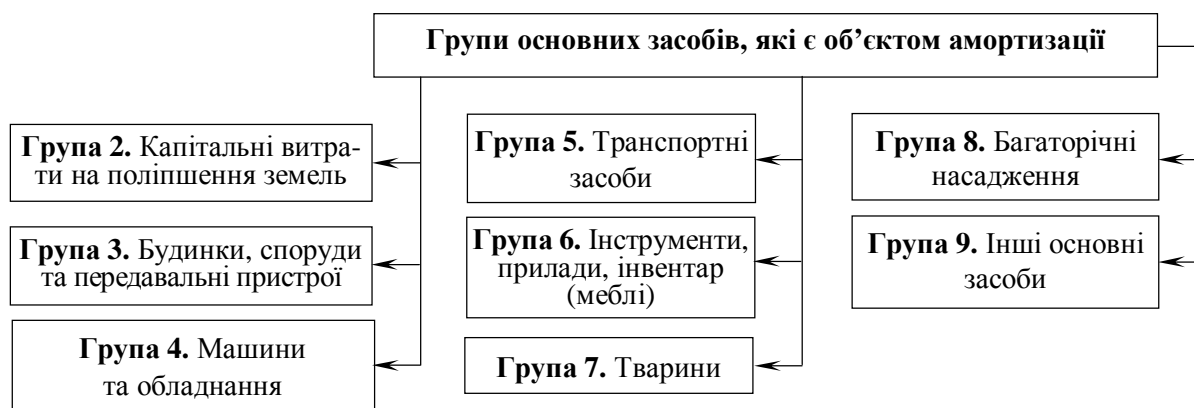 Групи основних засобів, які є об’єктом амортизації
Група 2. Капітальні витра-
ти на поліпшення земель
Група 3. Будинки, споруди
та передавальні пристрої
Група 4. Машини
та обладнання
Група 5. Транспортні
засоби
Група 6. Інструменти,
прилади, інвентар
(меблі)
Група 7. Тварини
Група 8. Багаторічні
насадження
Група 9. Інші основні
засоби